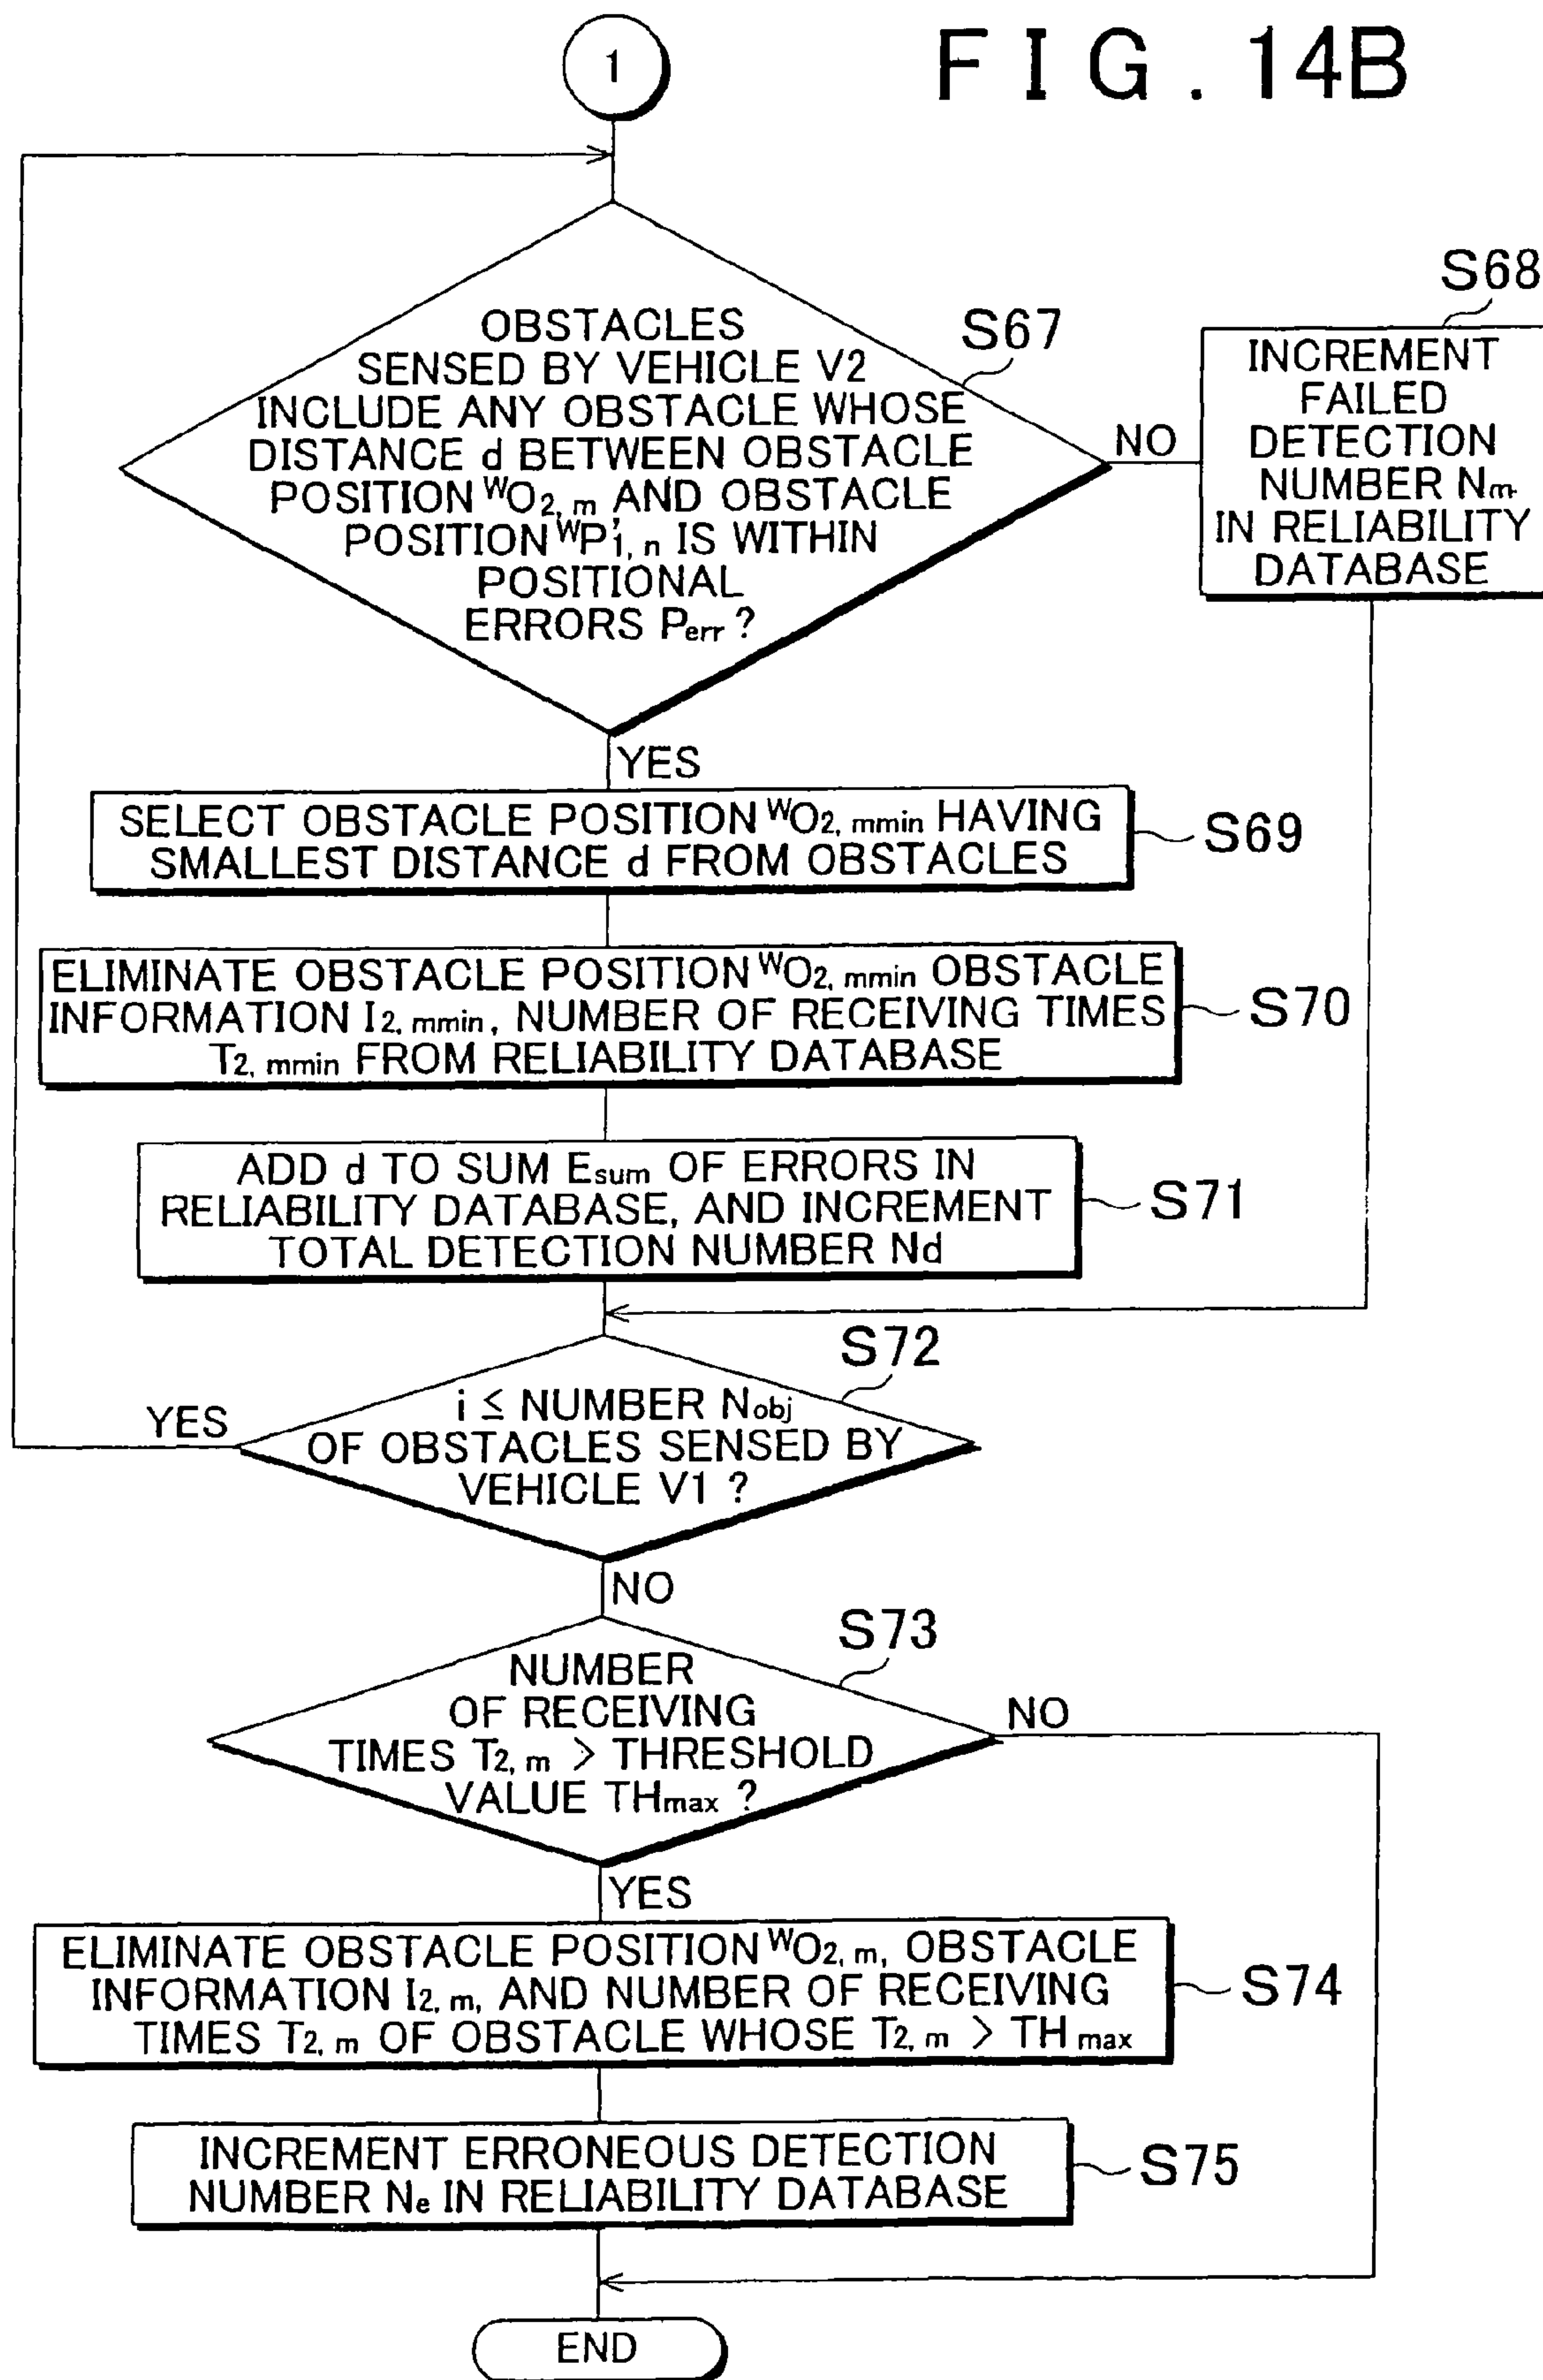 FIG. 14B
1
S67
OBSTACLES
SENSED BY VEHICLE V2
INCLUDE ANY OBSTACLE WHOSE
DISTANCE d BETWEEN OBSTACLE
POSITION WO2, m AND OBSTACLE
POSITION WP'1, n IS WITHIN
POSITIONAL
ERRORS Perr ?
NO
S68
INCREMENT
FAILED
DETECTION
NUMBER Nm
IN RELIABILITY
DATABASE
YES
SELECT OBSTACLE POSITION WO2, mmin HAVING
SMALLEST DISTANCE d FROM OBSTACLES
S69
ELIMINATE OBSTACLE POSITION WO2, mmin OBSTACLE
INFORMATION I2, mmin, NUMBER OF RECEIVING TIMES
T2, mmin FROM RELIABILITY DATABASE
S70
ADD d TO SUM Esum OF ERRORS IN
RELIABILITY DATABASE, AND INCREMENT
TOTAL DETECTION NUMBER Nd
S71
S72
i ≤ NUMBER Nobj
OF OBSTACLES SENSED BY
VEHICLE V1 ?
YES
NO
S73
NUMBER
OF RECEIVING
TIMES T2, m > THRESHOLD
VALUE THmax ?
NO
YES
ELIMINATE OBSTACLE POSITION WO2, m, OBSTACLE
INFORMATION I2, m, AND NUMBER OF RECEIVING
TIMES T2, m OF OBSTACLE WHOSE T2, m > TH max
S74
INCREMENT ERRONEOUS DETECTION
NUMBER Ne IN RELIABILITY DATABASE
S75
END